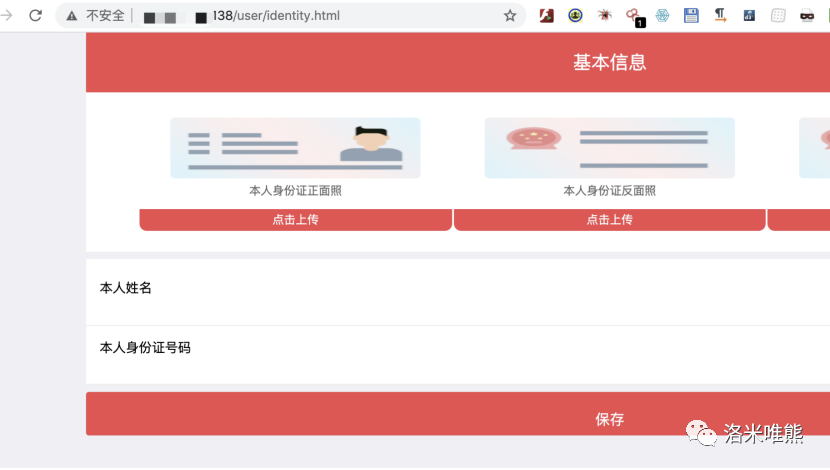 不安全 138/user/identity.html
1
基本信息
本人身份证正面照 本人身份证反面照
点击上传 点击上传
本人姓名
本人身份证号码
保存
洛米唯熊